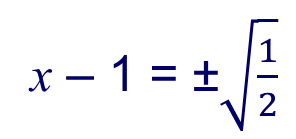 x − 1 = ±√(1/2)